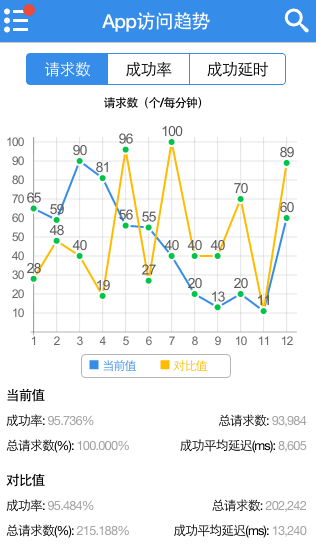 App访问趋势
请求数 成功率 成功延时
请求数（个/每分钟）
100
90
80
70
60
50
40
30
20
10
65 59 90 81 56 55 40 20 13 20 11 60
28 48 40 19 96 27 100 40 40 70 11 89
1 2 3 4 5 6 7 8 9 10 11 12
当前值 对比值
当前值
成功率: 95.736% 总请求数: 93,984
总请求数(%): 100.000% 成功平均延迟(ms): 8,605
对比值
成功率: 95.484% 总请求数: 202,242
总请求数(%): 215.188% 成功平均延迟(ms): 13,240